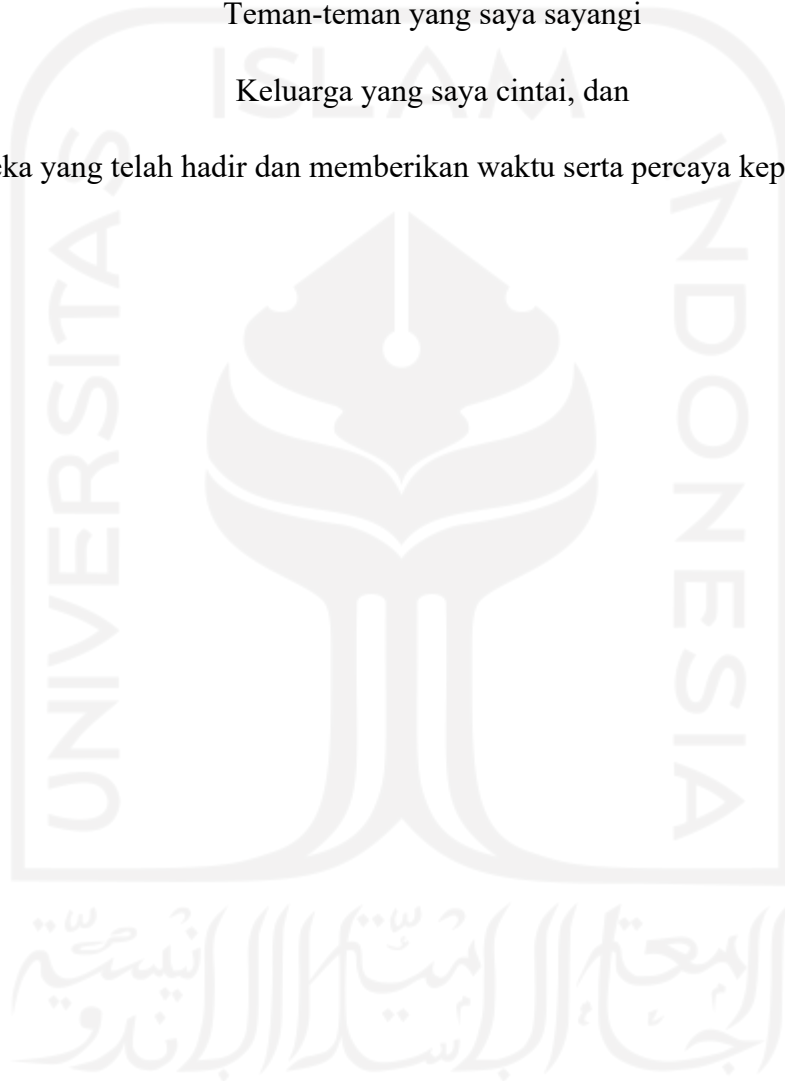 Teman-teman yang saya sayangi
Keluarga yang saya cintai, dan
yang telah hadir dan memberikan waktu serta percaya
UNIVERSITAS
ISLAM
INDONESIA